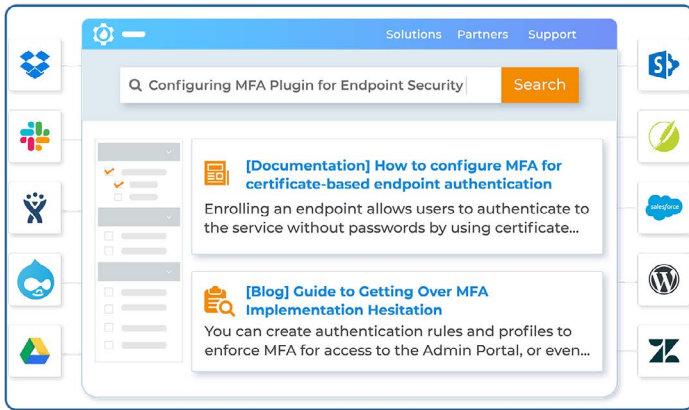 Solutions Partners Support
Configuring MFA Plugin for Endpoint Security
Search
[Documentation] How to configure MFA for
certificate-based endpoint authentication
Enrolling an endpoint allows users to authenticate to
the service without passwords by using certificate...
[Blog] Guide to Getting Over MFA
Implementation Hesitation
You can create authentication rules and profiles to
enforce MFA for access to the Admin Portal, or even...
S
salesforce
W